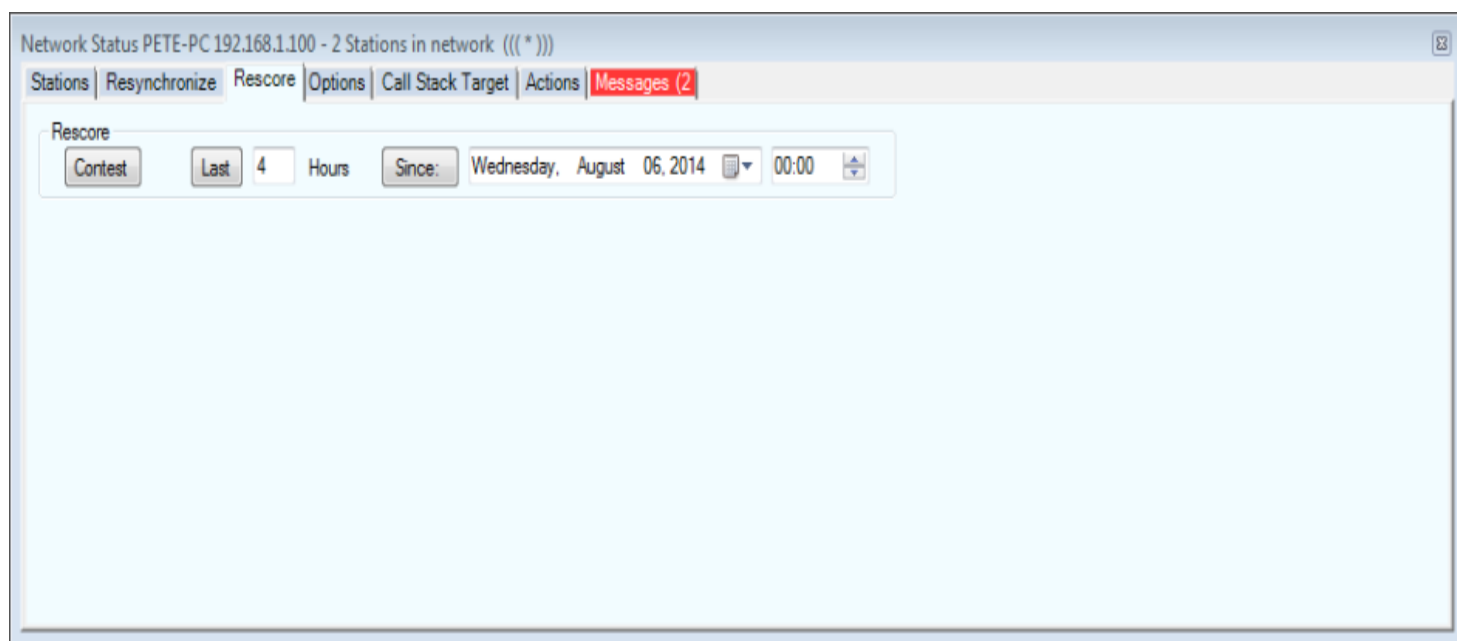 Network Status PETE-PC 192.168.1.100 - 2 Stations in network ((( * )))
Stations Resynchronize Rescore Options Call Stack Target Actions Messages (2
Rescore
Contest Last 4 Hours Since: Wednesday, August 06, 2014 00:00